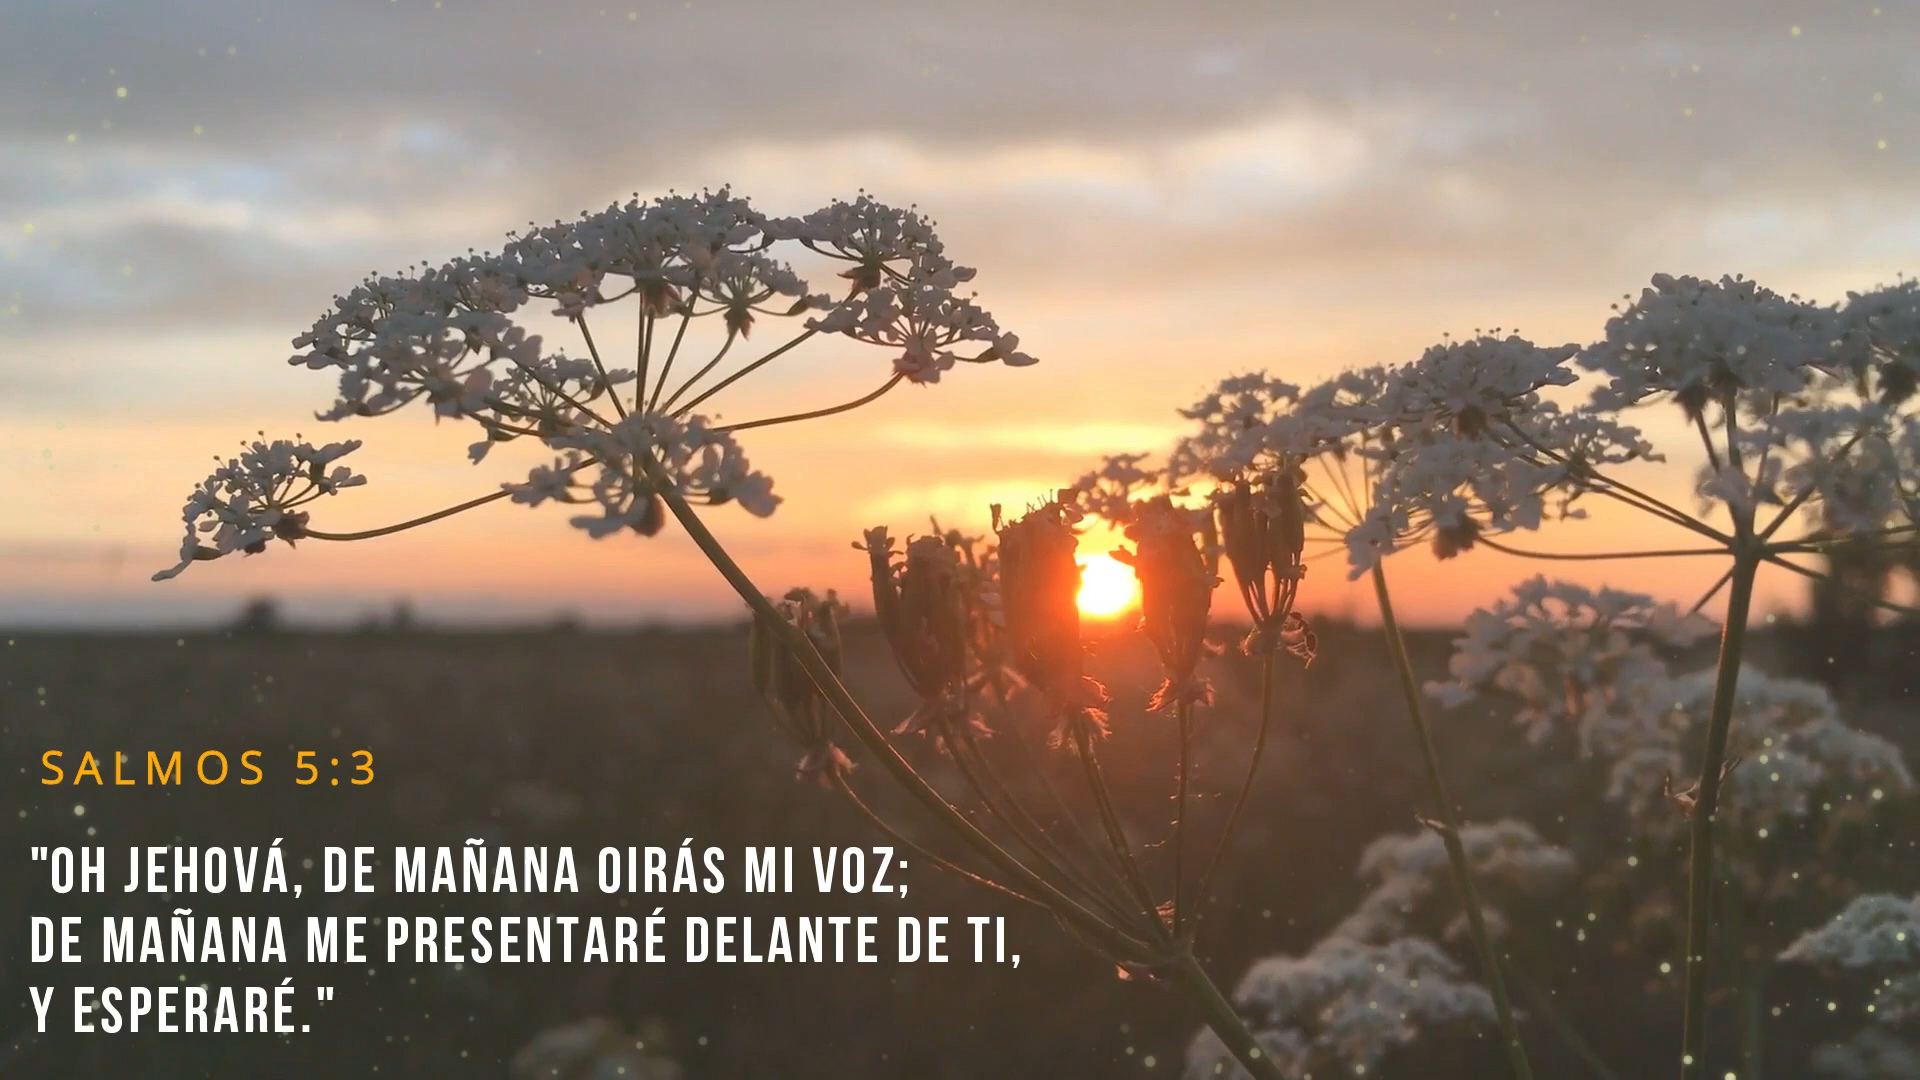 SALMOS 5:3
"OH JEHOVÁ, DE MAÑANA OIRÁS MI VOZ;
DE MAÑANA ME PRESENTARÉ DELANTE DE TI,
Y ESPERARÉ."